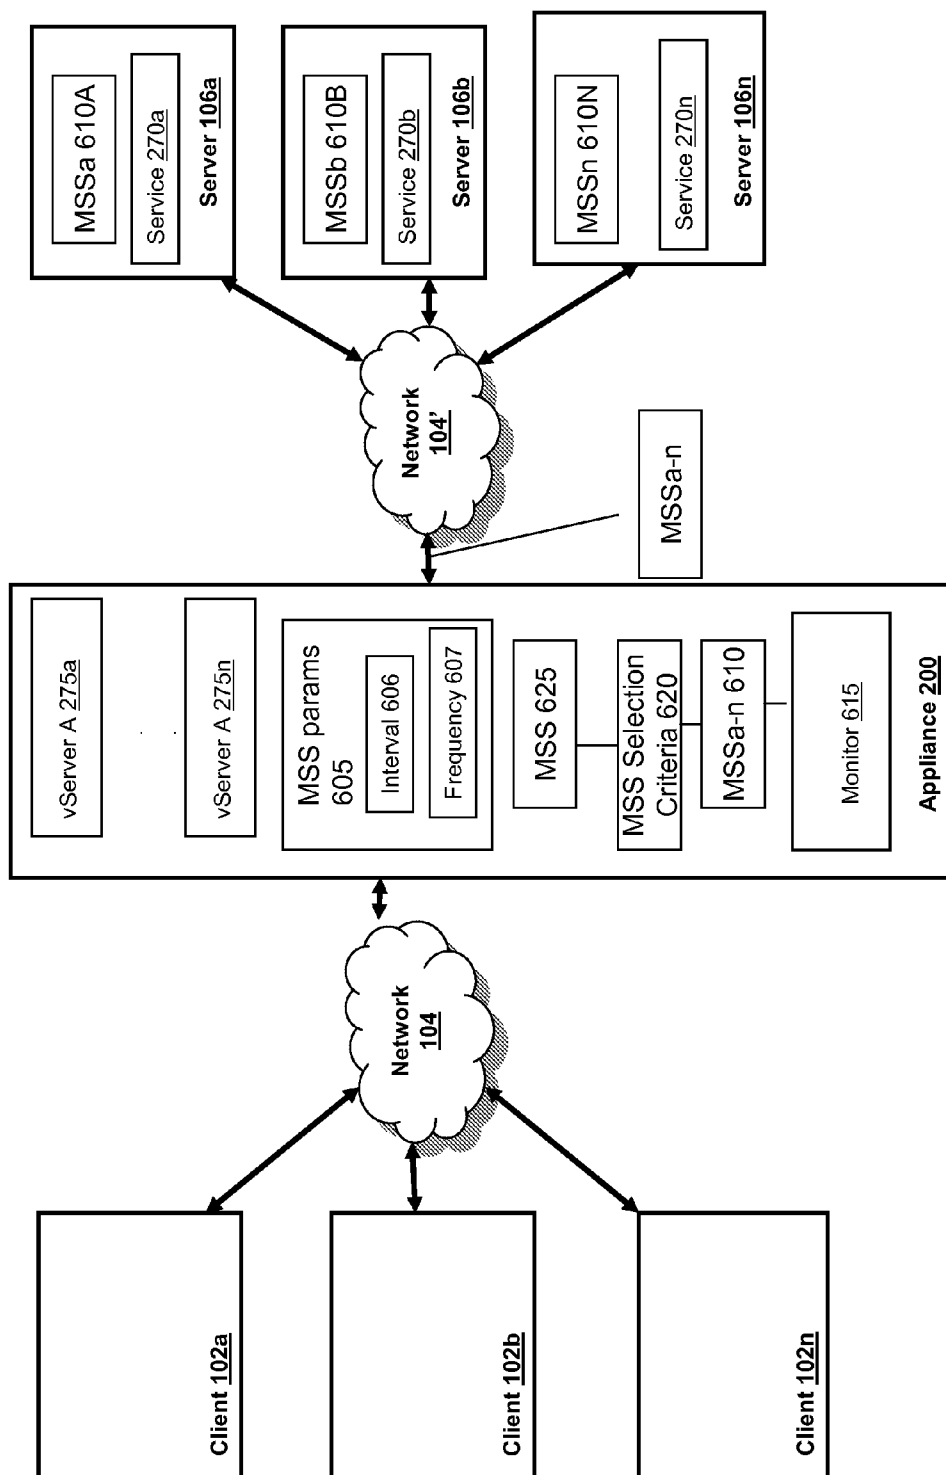 Client 102a
Client 102b
Client 102n
Network
104
vServer A 275a
vServer A 275n
MSS params
605
Interval 606
Frequency 607
MSS 625
MSS Selection
Criteria 620
MSSa-n 610
Monitor 615
Appliance 200
MSSa-n
Network
104'
MSSa 610A
Service 270a
Server 106a
MSSb 610B
Service 270b
Server 106b
MSSn 610N
Service 270n
Server 106n